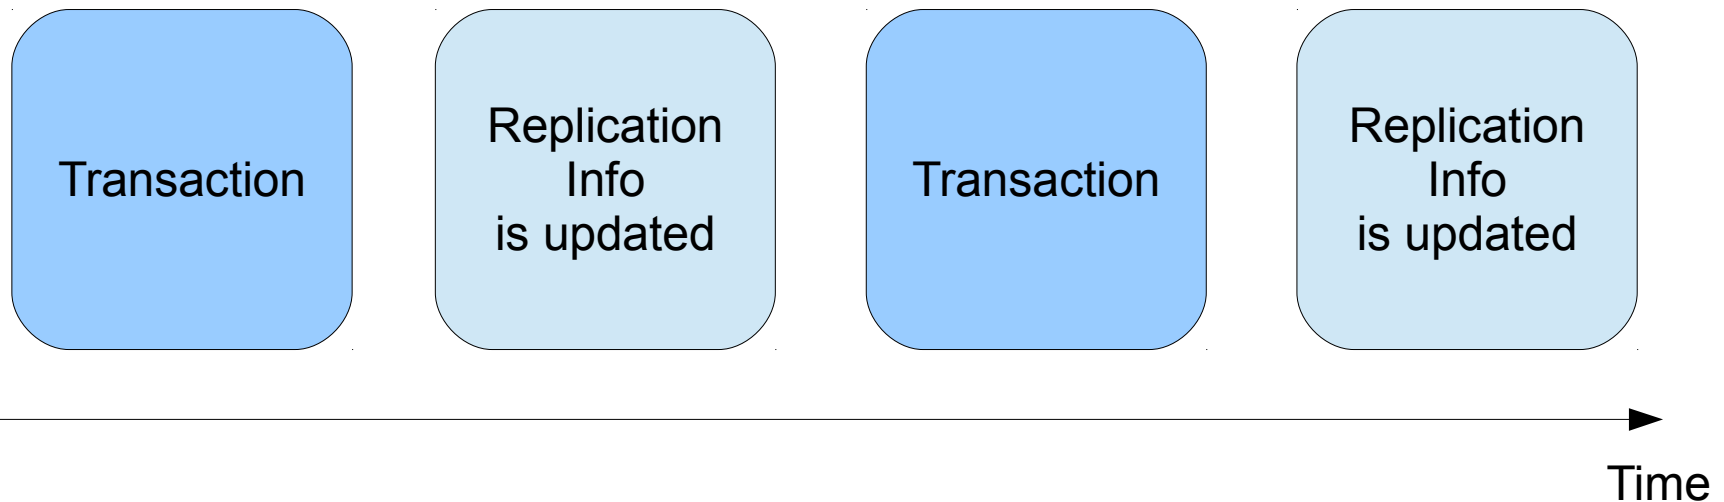 Transaction
Replication
Info
is updated
Transaction
Replication
Info
is updated
Time